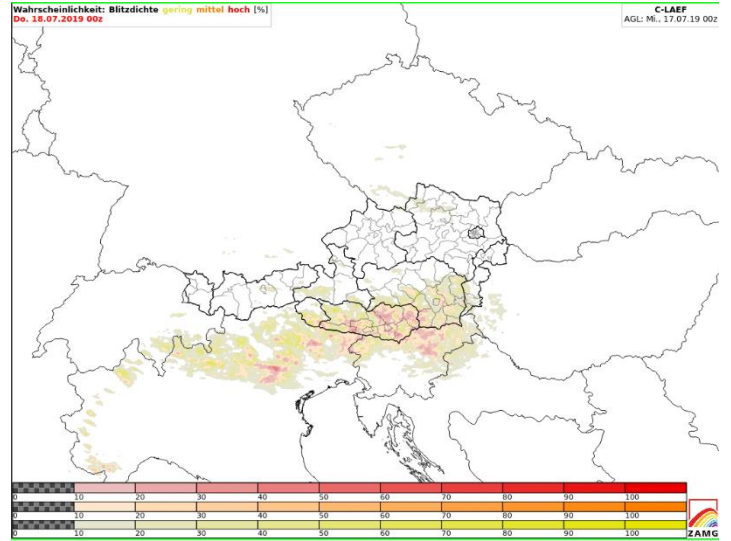 Wahrscheinlichkeit: Blitzdichte gering mittel hoch [%]
Do. 18.07.2019 00z
C-LAEF
AGL: Mi., 17.07.19 00z
0 10 20 30 40 50 60 70 80 90 100
0 10 20 30 40 50 60 70 80 90 100
0 10 20 30 40 50 60 70 80 90 100
ZAMG